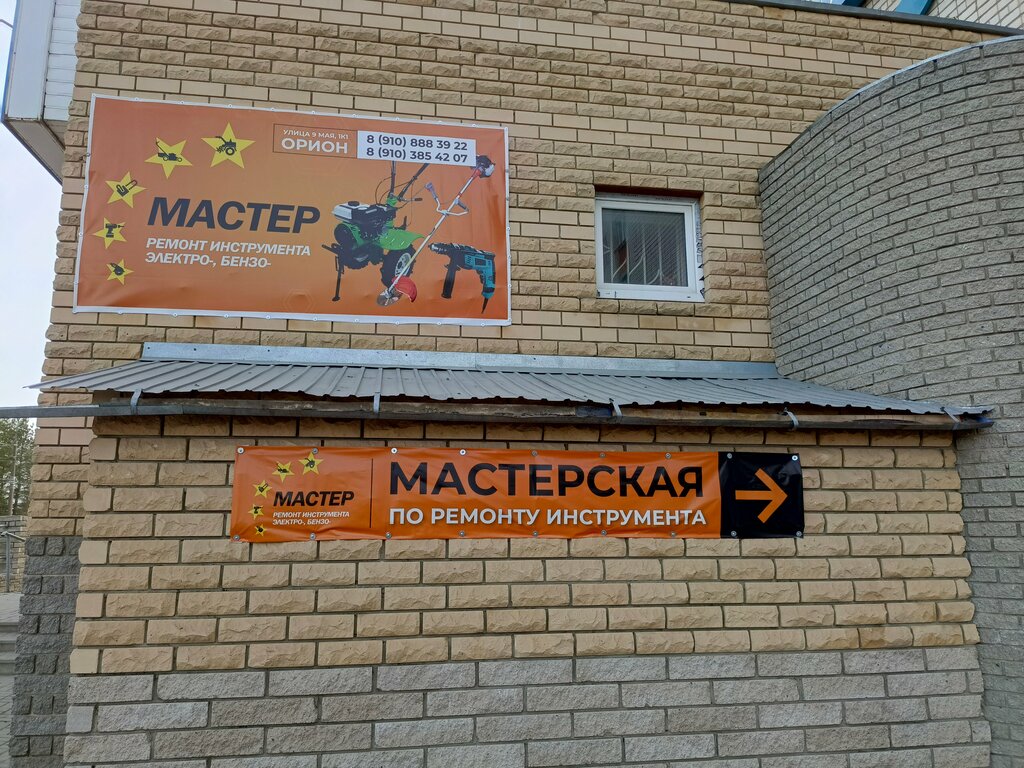 УЛИЦА 9 МАЯ, 1К1
ОРИОН
8 (910) 888 39 22
8 (910) 385 42 07
МАСТЕР
РЕМОНТ ИНСТРУМЕНТА
ЭЛЕКТРО-, БЕНЗО-
МАСТЕР
РЕМОНТ ИНСТРУМЕНТА
ЭЛЕКТРО-, БЕНЗО-
МАСТЕРСКАЯ
ПО РЕМОНТУ ИНСТРУМЕНТА